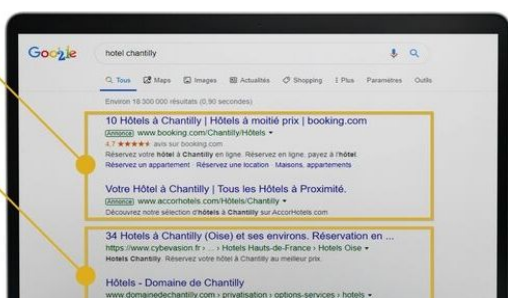 Goo2le
hotel chantilly
Tous Maps Images Actualités Shopping Plus Paramètres Outils
Environ 16 300 000 résultats (0,90 secondes)
10 Hôtels à Chantilly | Hôtels à moitié prix | booking.com
Annonce www.booking.com/Chantilly/Hôtels
4,7 ★★★★★ avis sur booking.com
Réservez votre hôtel à Chantilly en ligne. Réservez en ligne, payez à l'hôtel.
Réservez un appartement · Réservez une location · Maisons, appartements
Votre Hôtel à Chantilly | Tous les Hôtels à Proximité.
Annonce www.accorhotels.com/Hôtels/Chantilly
Découvrez notre sélection d'hôtels à Chantilly sur AccorHotels.com
34 Hotels à Chantilly (Oise) et ses environs. Réservation en ...
https://www.cybevasion.fr › ... › Hotels Hauts-de-France › Hotels Oise
Hotels Chantilly. Réservez votre hôtel à Chantilly au meilleur prix.
Hôtels - Domaine de Chantilly
www.domainedechantilly.com › privatisation › options-services › hotels